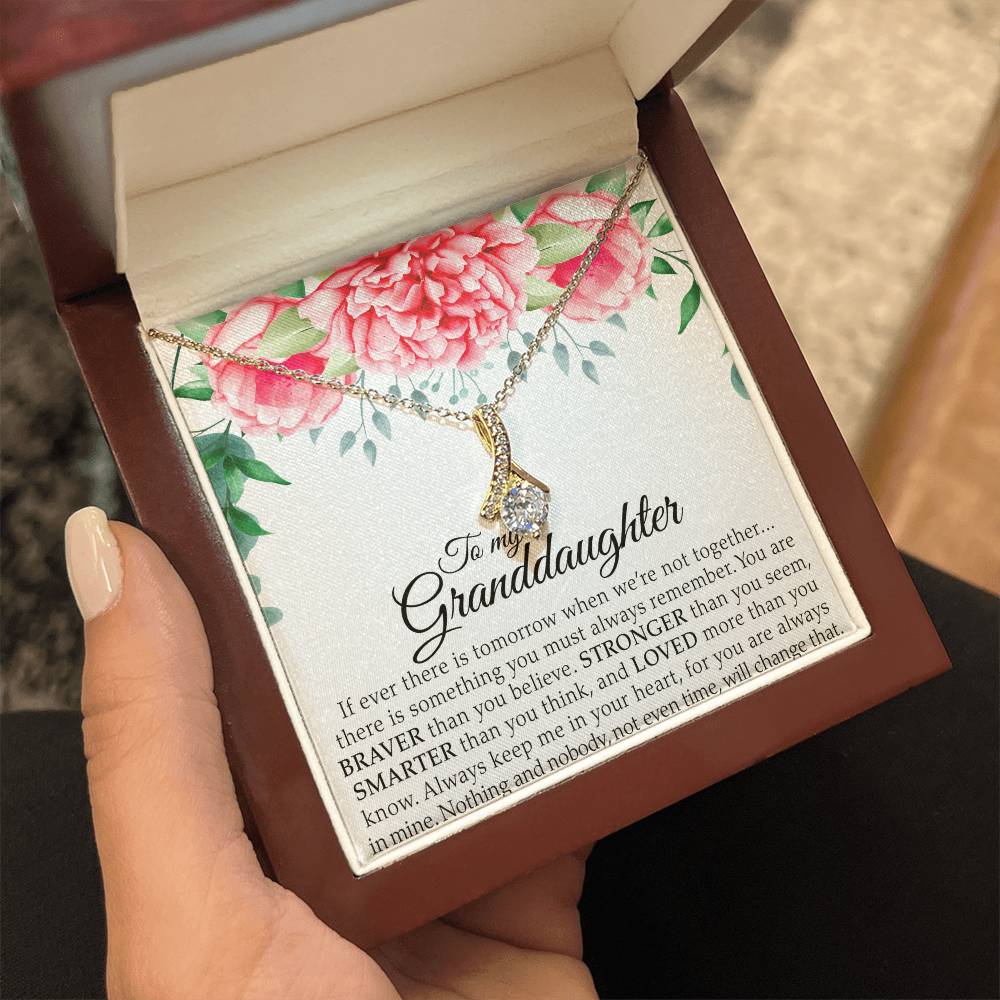 To my
Granddaughter
If ever there is tomorrow when we're not together...
there is something you must always remember. You are
BRAVER than you believe. STRONGER than you seem,
SMARTER than you think, and LOVED more than you
know. Always keep me in your heart, for you are always
in mine. Nothing and nobody, not even time, will change that.